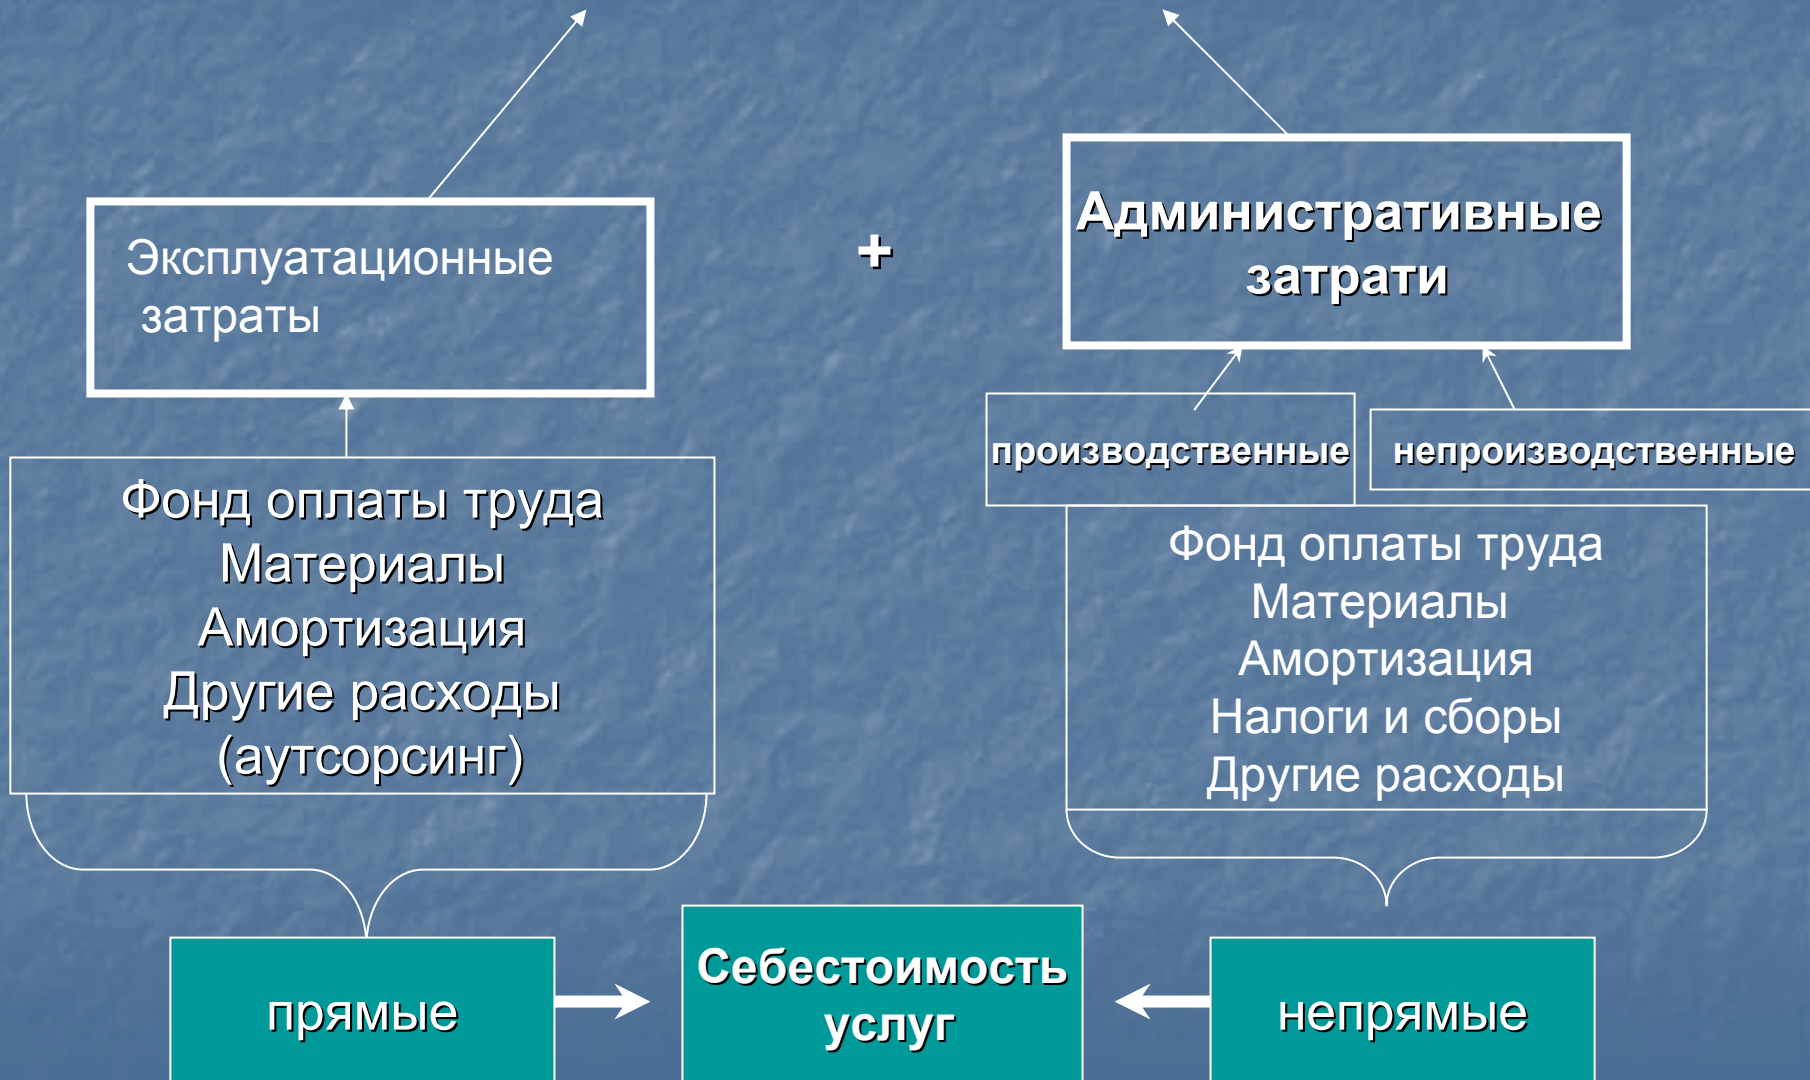 Эксплуатационные
затраты
+
Административные
затрати
производственные
непроизводственные
Фонд оплаты труда
Материалы
Амортизация
Другие расходы
(аутсорсинг)
Фонд оплаты труда
Материалы
Амортизация
Налоги и сборы
Другие расходы
прямые
Себестоимость
услуг
непрямые